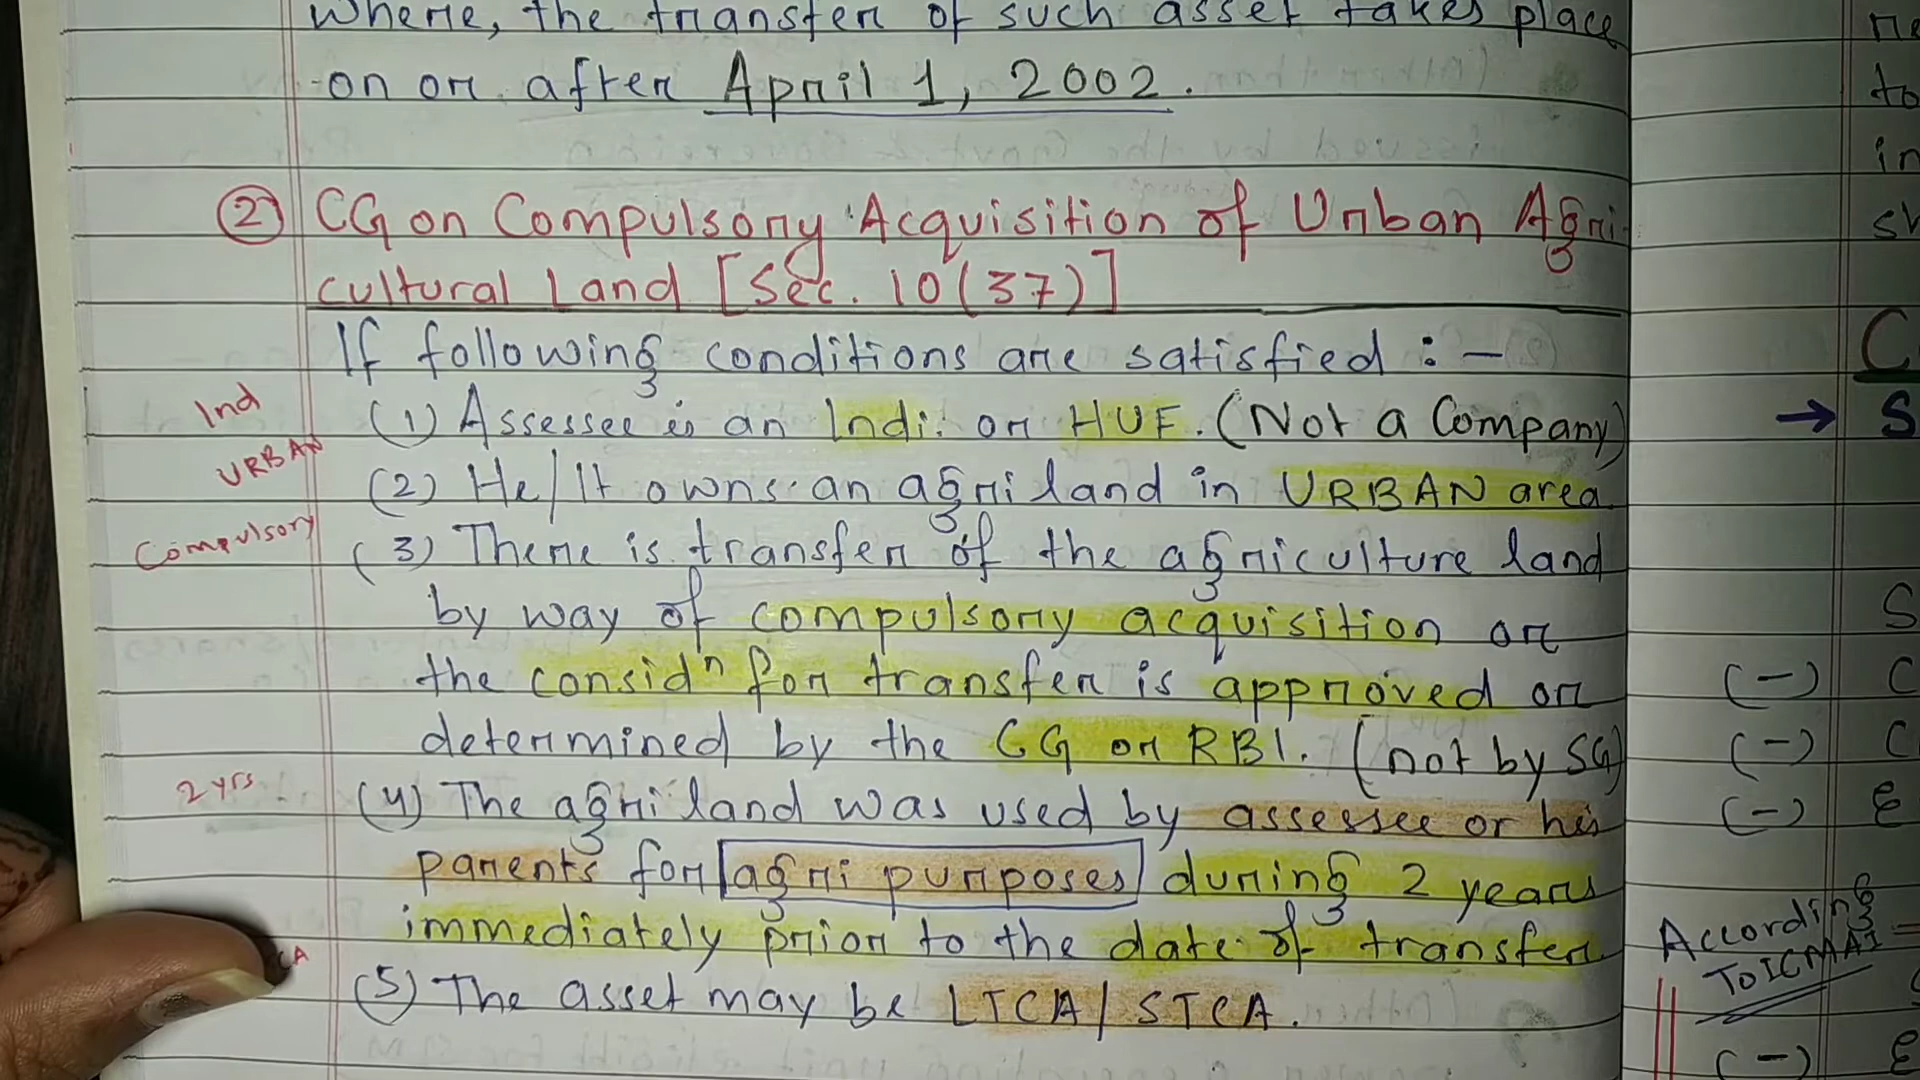 where, the transfer of such asset takes place
on or after April 1, 2002.
(2) CG on Compulsory Acquisition of Urban Agri
cultural Land [Sec. 10(37)]
If following conditions are satisfied : -
Ind
(1) Assessee is an Indi. or HUF. (Not a Company)
URBAN
(2) He/It owns an agri land in URBAN area
Compulsory
(3) There is transfer of the agriculture land
by way of compulsory acquisition or
the considⁿ for transfer is approved or
determined by the CG or RBI. (not by SG)
2 yrs
(4) The agri land was used by assessee or his
parents for agri purposes during 2 years
immediately prior to the date of transfer
CA
(5) The asset may be LTCA/ STCA.
to
in
→ S
S
(-) C
(-) C
(-) E
According
To ICMAI
(-) E